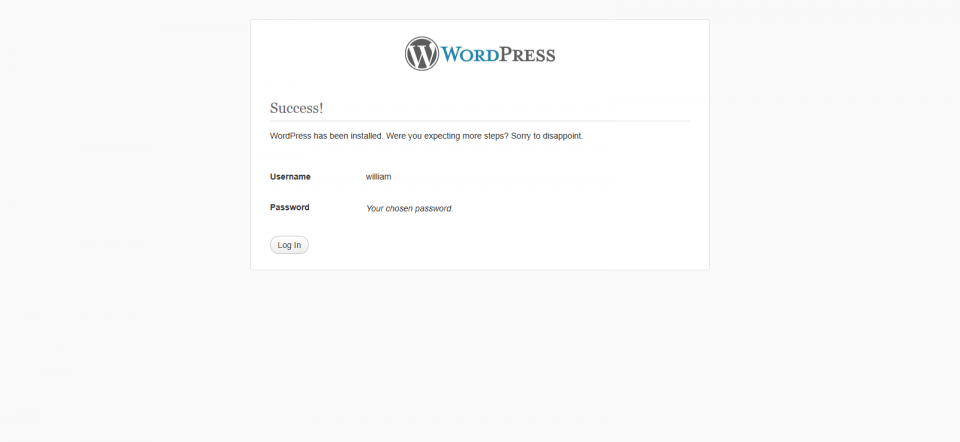 WORDPRESS
Success!
WordPress has been installed. Were you expecting more steps? Sorry to disappoint.
Username william
Password Your chosen password.
Log In